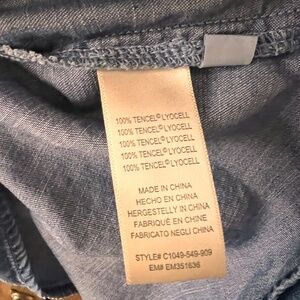 100% TENCEL® LYOCELL
100% TENCEL® LYOCELL
100% TENCEL® LYOCELL
100% TENCEL® LYOCELL
100% TENCEL® LYOCELL
MADE IN CHINA
HECHO EN CHINA
HERGESTELLY IN CHINA
FABRIQUÉ EN CHINE
FABRICATO NEGLI CHINA
STYLE# C1049-549-909
EM# EM351636